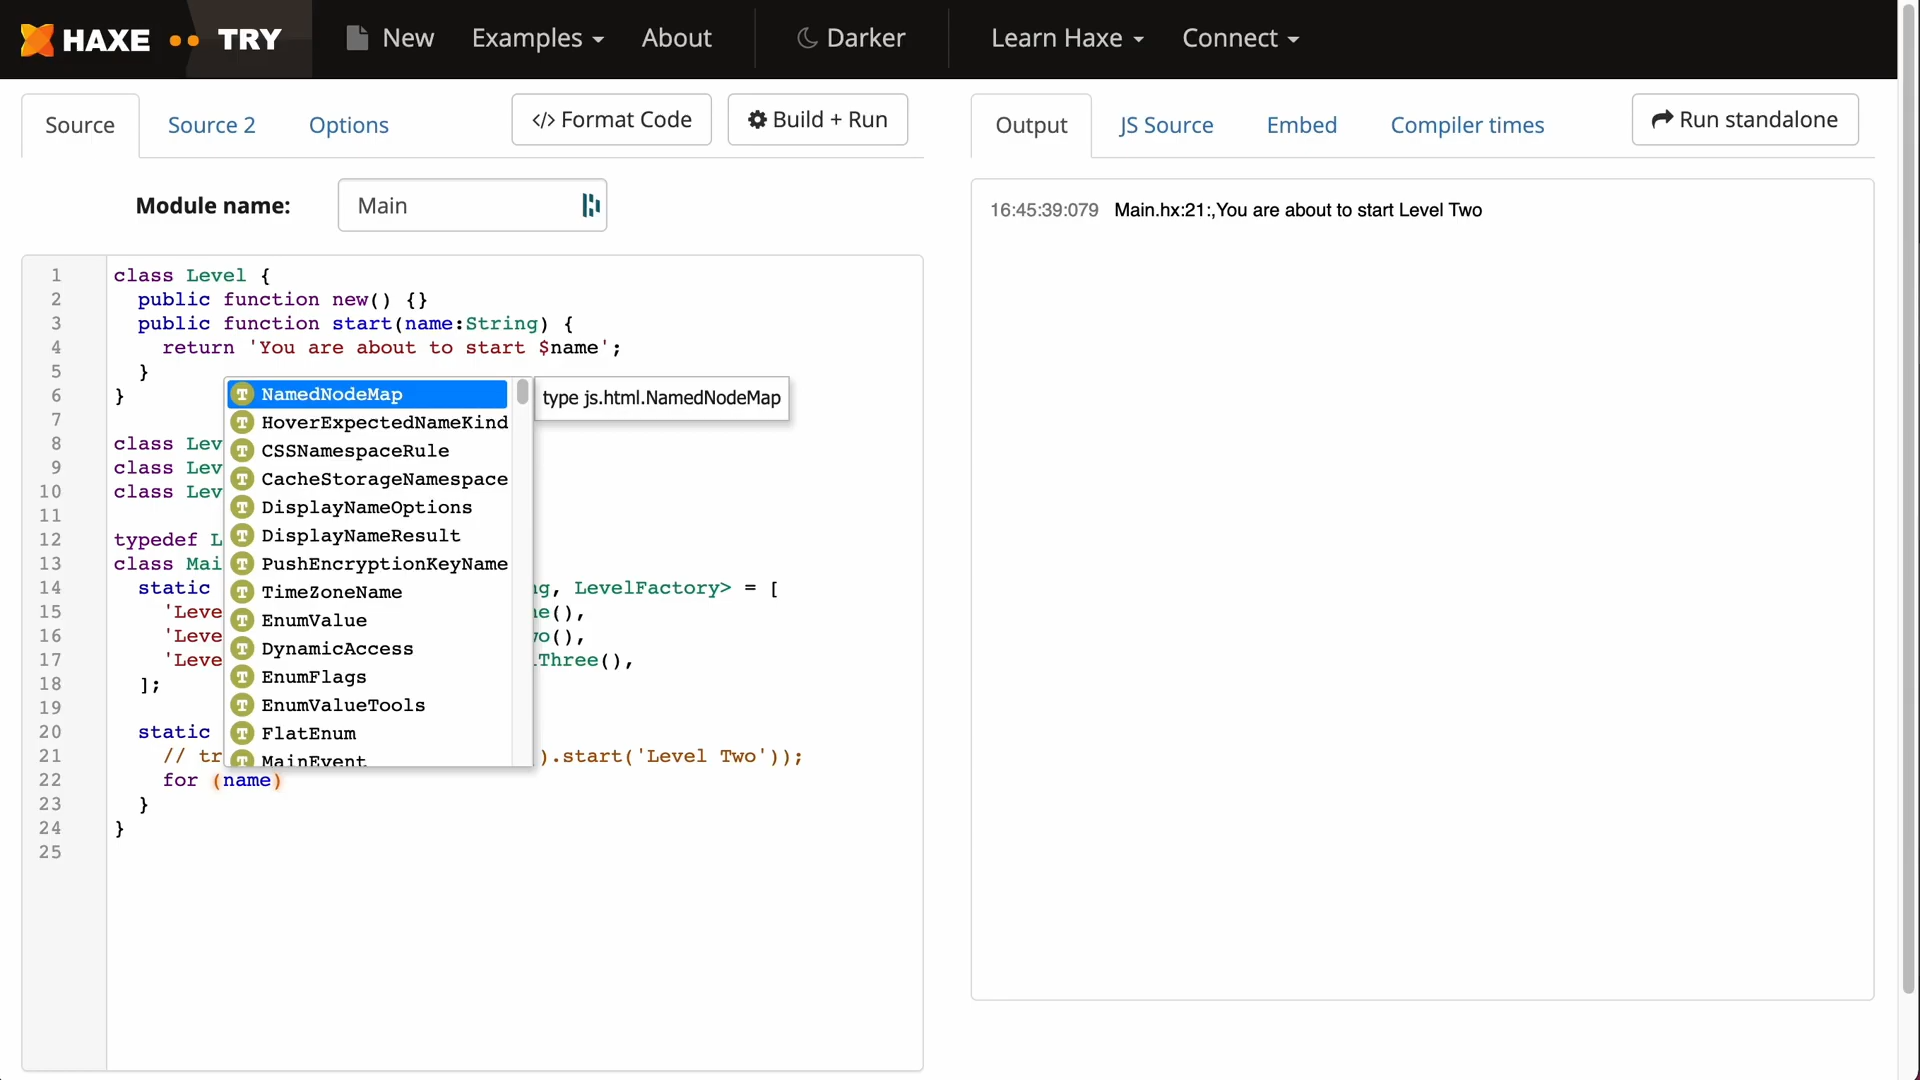 HAXE TRY New Examples About Darker Learn Haxe Connect
Source Source 2 Options </> Format Code Build + Run Output JS Source Embed Compiler times Run standalone
Module name: Main
16:45:39:079 Main.hx:21:,You are about to start Level Two
1 class Level {
2 public function new() {}
3 public function start(name:String) {
4 return 'You are about to start $name';
5 }
6 }
7
8 class Lev
9 class Lev
10 class Lev
11
12 typedef L
13 class Mai
14 static ng, LevelFactory> = [
15 'Leve ne(),
16 'Leve wo(),
17 'Leve lThree(),
18 ];
19
20 static
21 // tr ).start('Level Two'));
22 for (name)
23 }
24 }
25
T NamedNodeMap
T HoverExpectedNameKind
T CSSNamespaceRule
T CacheStorageNamespace
T DisplayNameOptions
T DisplayNameResult
T PushEncryptionKeyName
T TimeZoneName
T EnumValue
T DynamicAccess
T EnumFlags
T EnumValueTools
T FlatEnum
T MainEvent
type js.html.NamedNodeMap